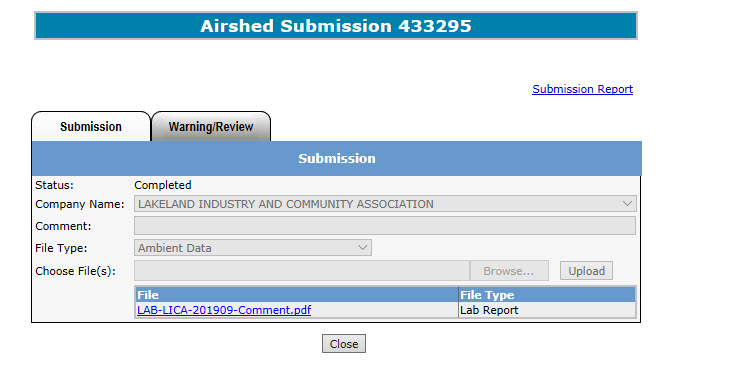 Airshed Submission 433295
Submission Report
Submission Warning/Review
Submission
Status: Completed
Company Name: LAKELAND INDUSTRY AND COMMUNITY ASSOCIATION
Comment:
File Type: Ambient Data
Choose File(s): Browse... Upload
File File Type
LAB-LICA-201909-Comment.pdf Lab Report
Close